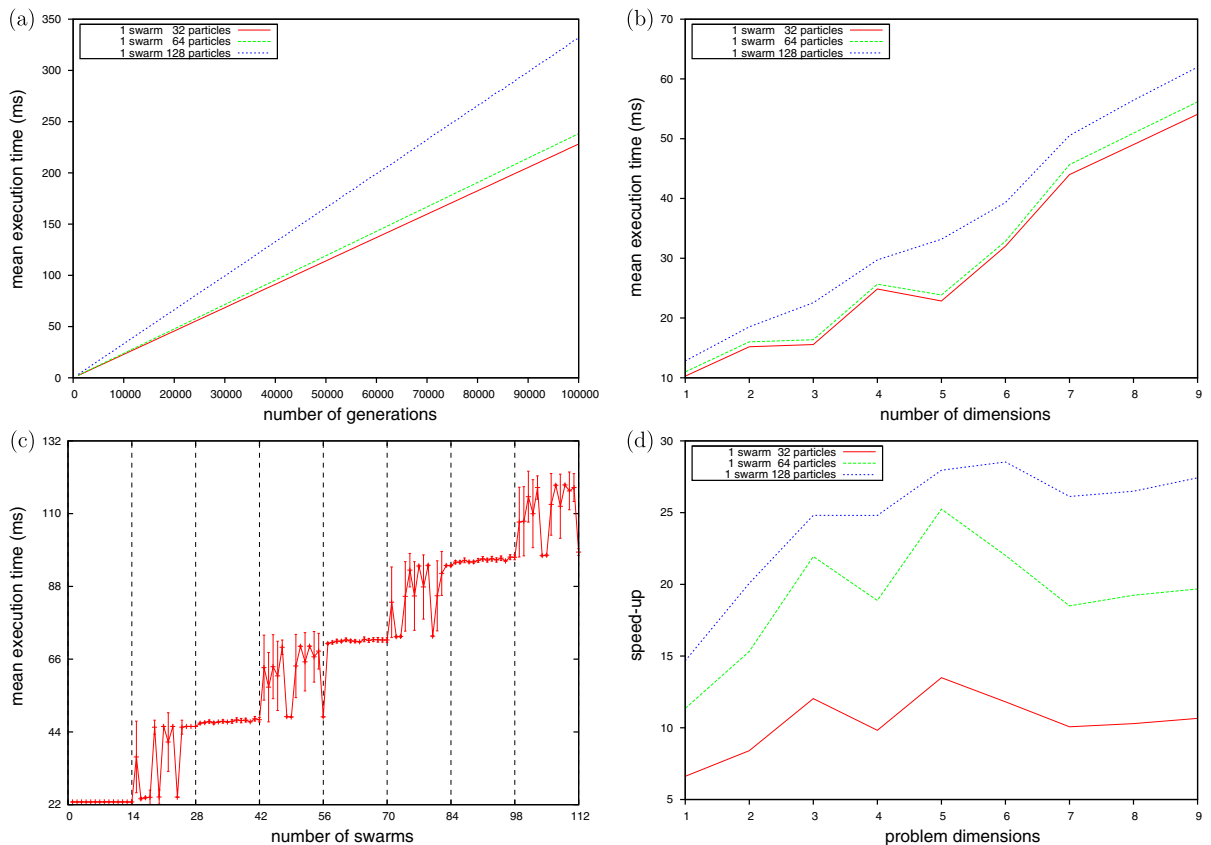 (a)
350
300
250
200
150
100
50
0
mean execution time (ms)
1 swarm 32 particles
1 swarm 64 particles
1 swarm 128 particles
0 10000 20000 30000 40000 50000 60000 70000 80000 90000 100000
number of generations
(b)
70
60
50
40
30
20
10
mean execution time (ms)
1 swarm 32 particles
1 swarm 64 particles
1 swarm 128 particles
1 2 3 4 5 6 7 8 9
number of dimensions
(c)
132
110
88
66
44
22
mean execution time (ms)
0 14 28 42 56 70 84 98 112
number of swarms
(d)
30
25
20
15
10
5
speed-up
1 swarm 32 particles
1 swarm 64 particles
1 swarm 128 particles
1 2 3 4 5 6 7 8 9
problem dimensions